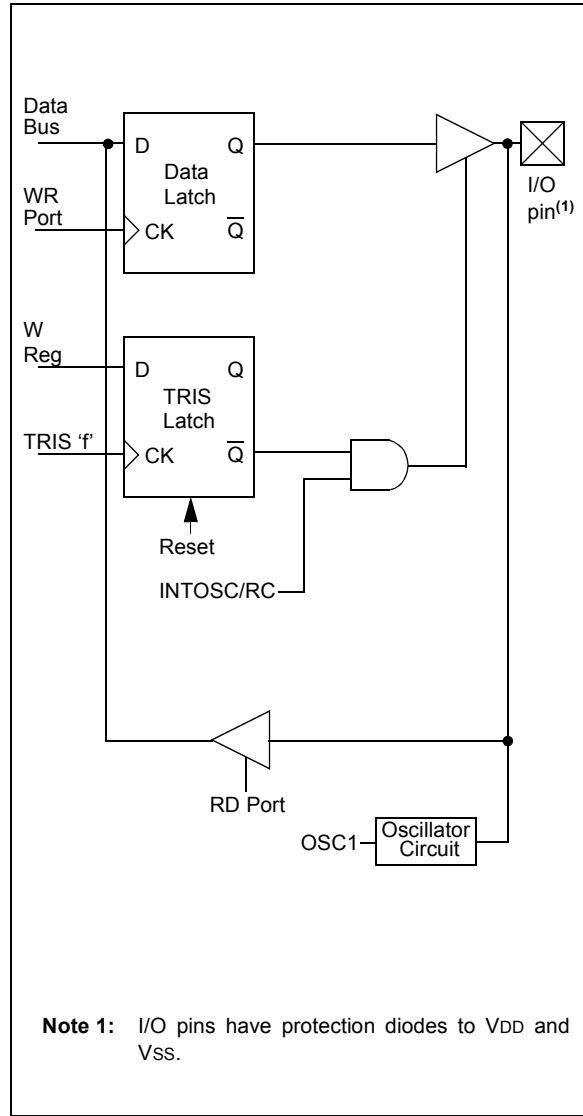 Data
Bus
D Q
Data
Latch
WR
Port
CK Q
I/O
pin(1)
W
Reg
D Q
TRIS
Latch
TRIS ‘f’
CK Q
Reset
INTOSC/RC
RD Port
OSC1
Oscillator
Circuit
Note 1: I/O pins have protection diodes to VDD and
VSS.